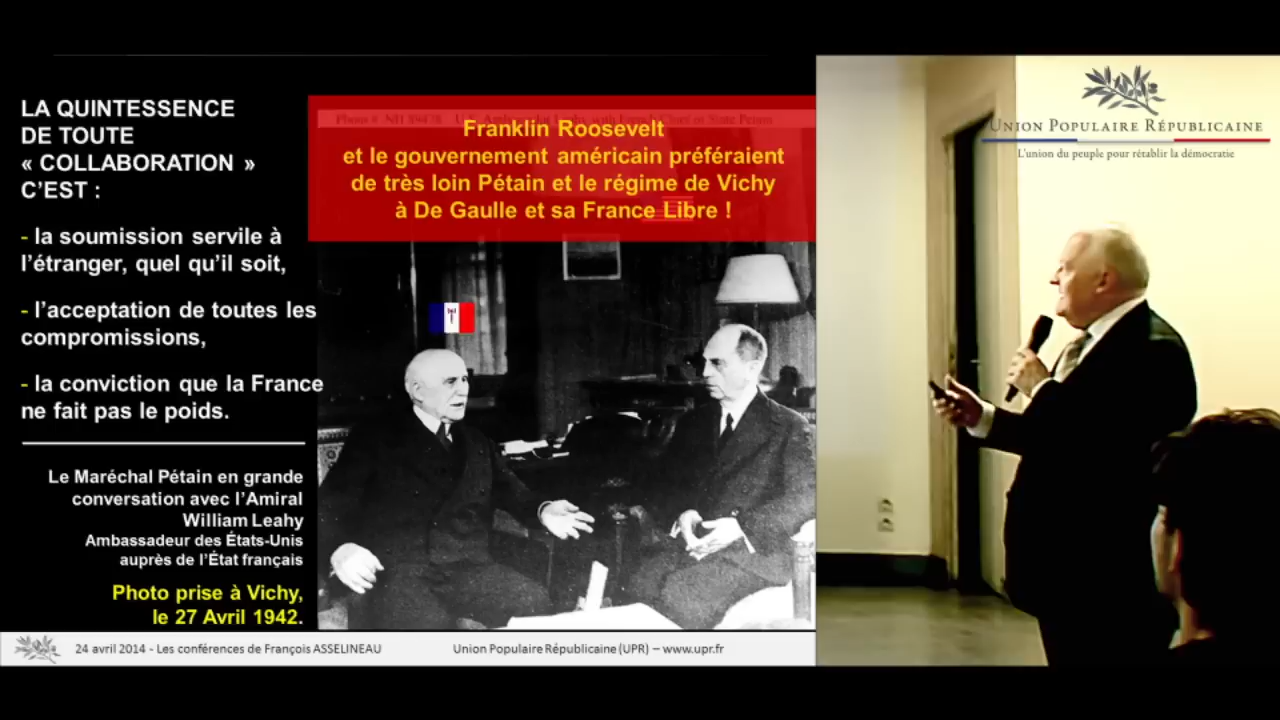 LA QUINTESSENCE
DE TOUTE
« COLLABORATION »
C’EST :
- la soumission servile à
l’étranger, quel qu’il soit,
- l’acceptation de toutes les
compromissions,
- la conviction que la France
ne fait pas le poids.
Le Maréchal Pétain en grande
conversation avec l’Amiral
William Leahy
Ambassadeur des États-Unis
auprès de l’État français
Photo prise à Vichy,
le 27 Avril 1942.
Franklin Roosevelt
et le gouvernement américain préféraient
de très loin Pétain et le régime de Vichy
à De Gaulle et sa France Libre !
UNION POPULAIRE RÉPUBLICAINE
L’union du peuple pour rétablir la démocratie
24 avril 2014 - Les conférences de François ASSELINEAU
Union Populaire Républicaine (UPR) – www.upr.fr